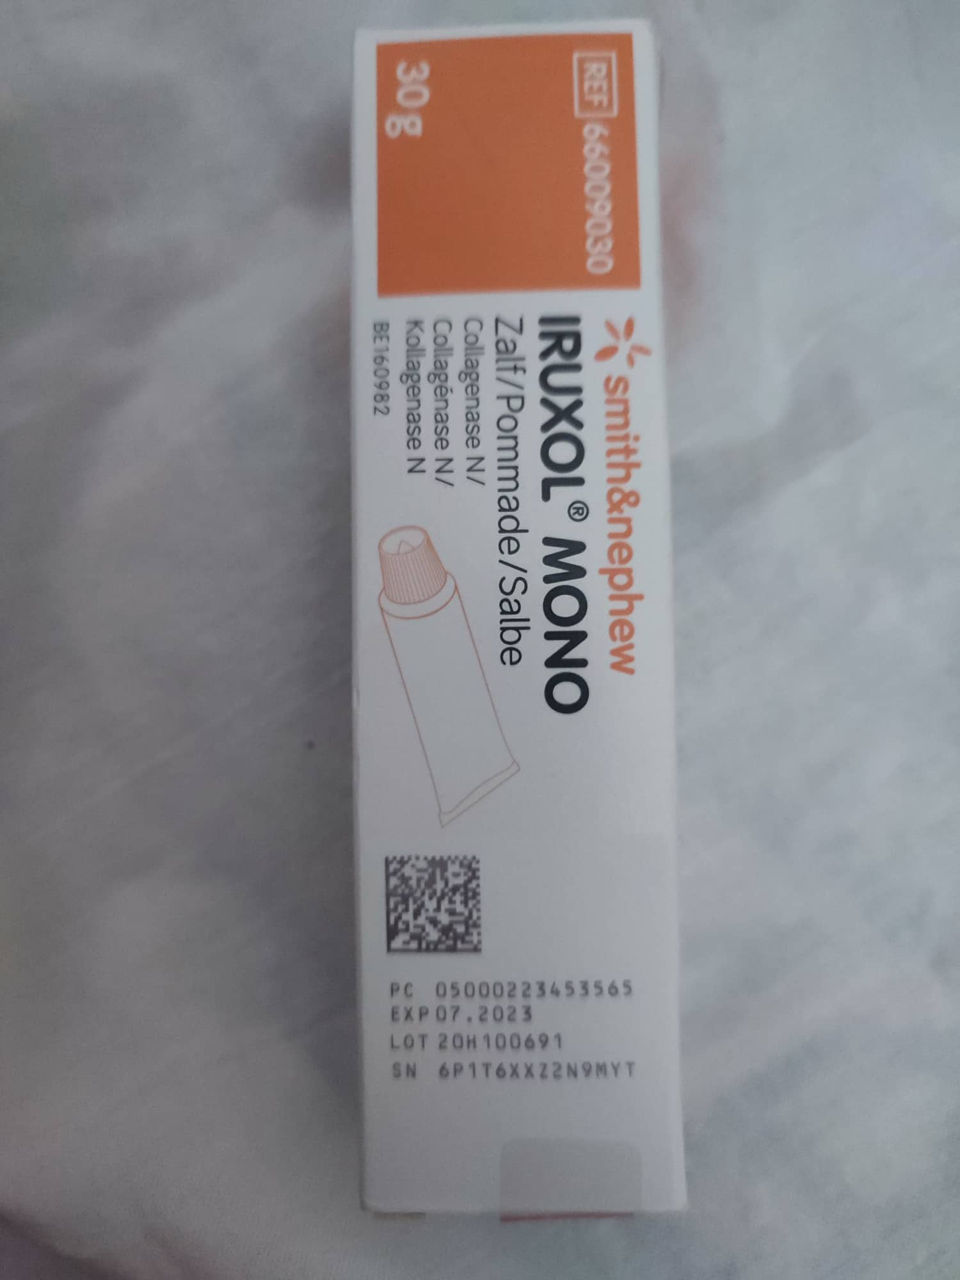 REF 66009030
30 g
smith&nephew
IRUXOL® MONO
Zalf/Pommade/Salbe
Collagenase N/
Collagénase N/
Kollagenase N
BE160982
PC 05000223453565
EXP 07.2023
LOT 20H100691
SN 6P1T6XXZ2N9MYT